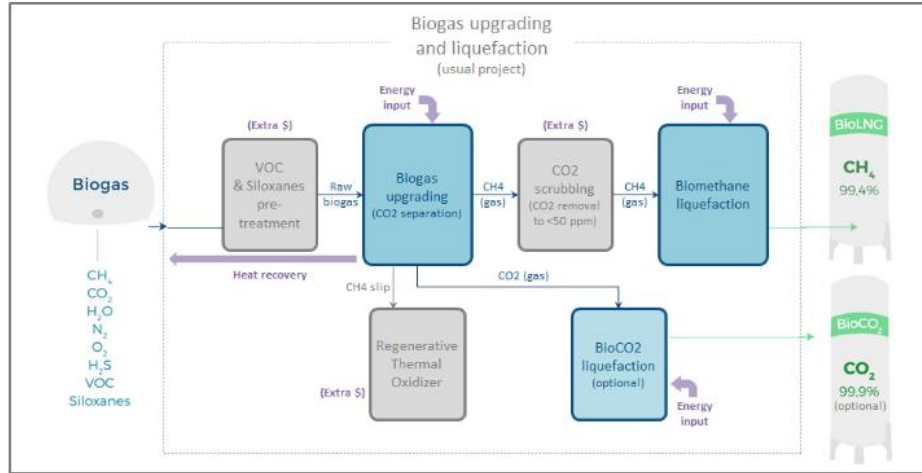 Biogas upgrading
and liquefaction
(usual project)
Energy
input
Energy
input
(Extra $)
(Extra $)
BioLNG
CH₄
99,4%
Biogas
VOC
& Siloxanes
pre-
treatment
Raw
biogas
Biogas
upgrading
(CO2 separation)
CH4
(gas)
CO2
scrubbing
(CO2 removal
to <50 ppm)
CH4
(gas)
Biomethane
liquefaction
Heat recovery
CH4 slip
CO2 (gas)
CH₄
CO₂
H₂O
N₂
O₂
H₂S
VOC
Siloxanes
Regenerative
Thermal
Oxidizer
(Extra $)
BioCO2
liquefaction
(optional)
Energy
input
BioCO₂
CO₂
99,9%
(optional)